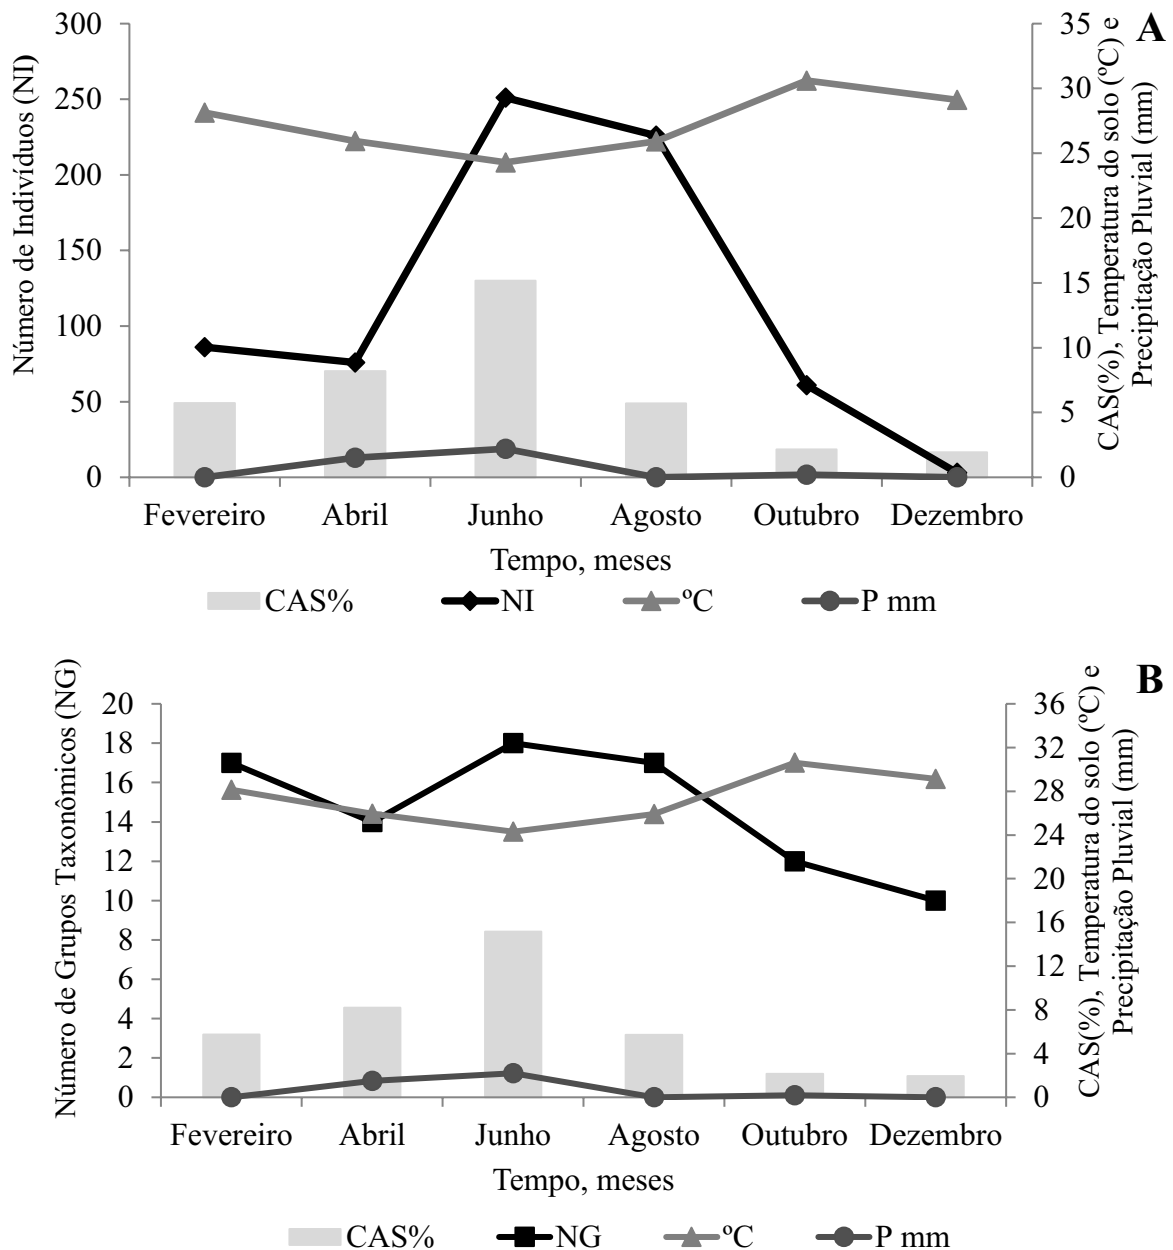 A
Número de Indivíduos (NI)
300
250
200
150
100
50
0
35
30
25
20
15
10
5
0
CAS(%), Temperatura do solo (ºC) e
Precipitação Pluvial (mm)
Fevereiro Abril Junho Agosto Outubro Dezembro
Tempo, meses
CAS% NI ºC P mm
B
Número de Grupos Taxonômicos (NG)
20
18
16
14
12
10
8
6
4
2
0
36
32
28
24
20
16
12
8
4
0
CAS(%), Temperatura do solo (ºC) e
Precipitação Pluvial (mm)
Fevereiro Abril Junho Agosto Outubro Dezembro
Tempo, meses
CAS% NG ºC P mm